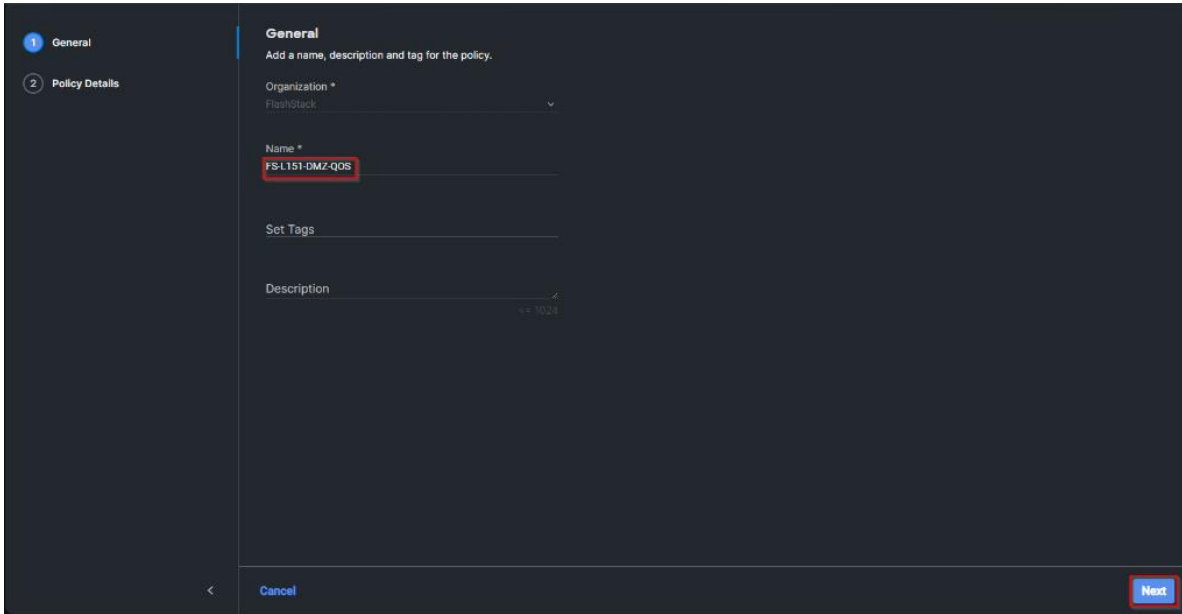 1 General
2 Policy Details
General
Add a name, description and tag for the policy.
Organization *
FlashStack
Name *
FS-L151-DMZ-QOS
Set Tags
Description
<= 1024
<
Cancel
Next